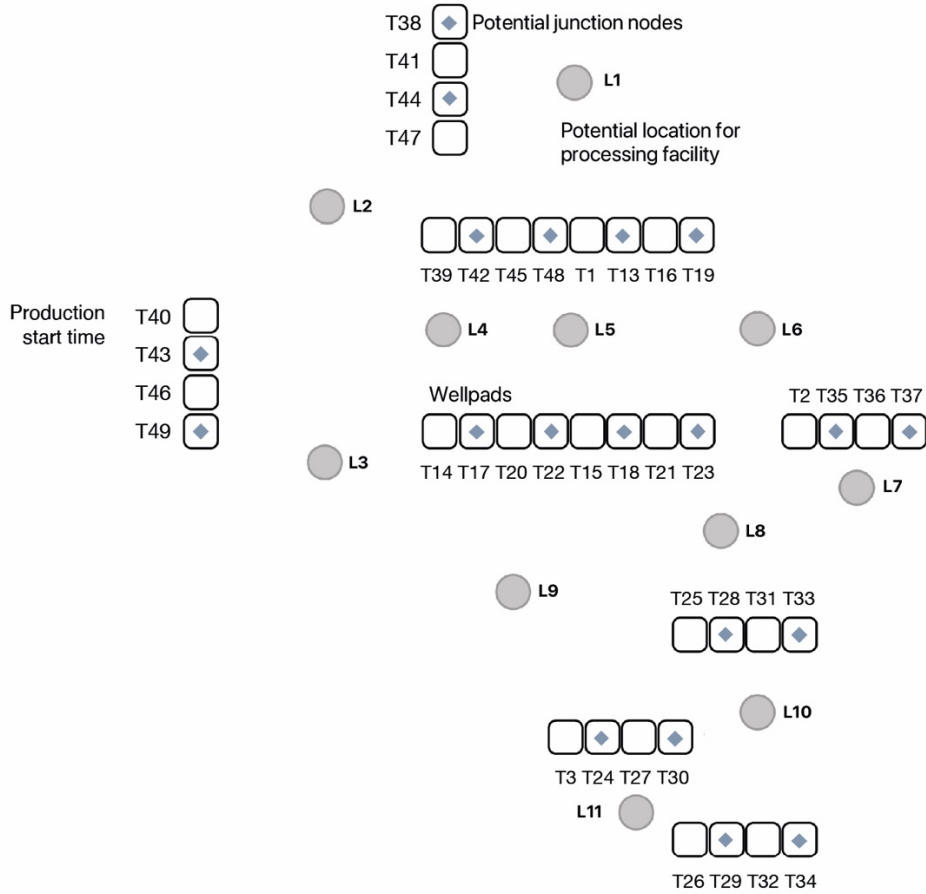 T38 Potential junction nodes
T41
L1
T44
T47
Potential location for
processing facility
L2
T39 T42 T45 T48 T1 T13 T16 T19
Production
start time
T40
T43
T46
T49
L4
L5
L6
Wellpads
T2 T35 T36 T37
T14 T17 T20 T22 T15 T18 T21 T23
L3
L7
L8
L9
T25 T28 T31 T33
L10
T3 T24 T27 T30
L11
T26 T29 T32 T34